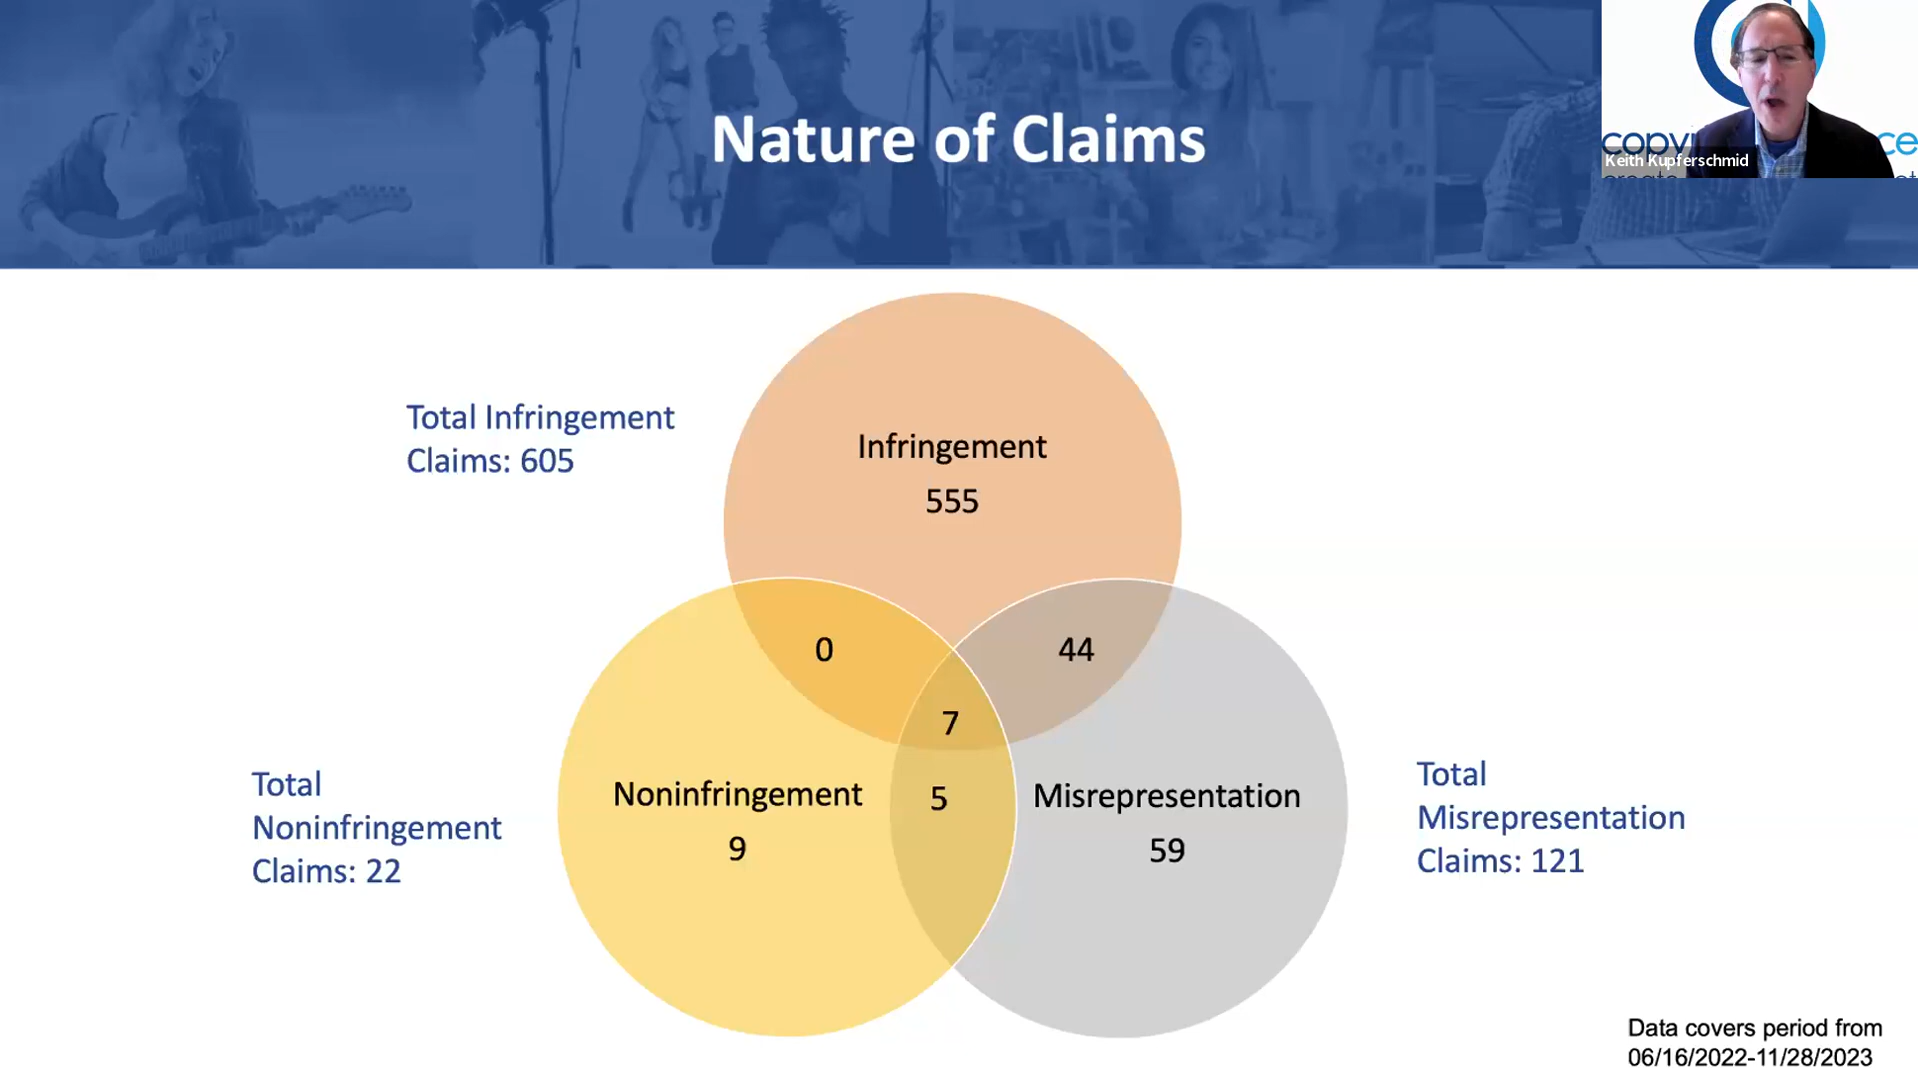 Nature of Claims
Keith Kupferschmid
Total Infringement
Claims: 605
Infringement
555
0
44
7
Noninfringement
9
5
Misrepresentation
59
Total
Noninfringement
Claims: 22
Total
Misrepresentation
Claims: 121
Data covers period from
06/16/2022-11/28/2023